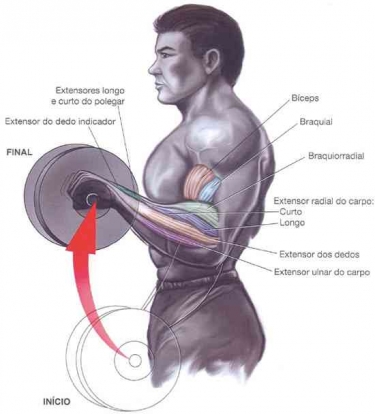 Extensores longo
e curto do polegar
Extensor do dedo indicador
FINAL
Bíceps
Braquial
Braquiorradial
Extensor radial do carpo:
Curto
Longo
Extensor dos dedos
Extensor ulnar do carpo
INÍCIO